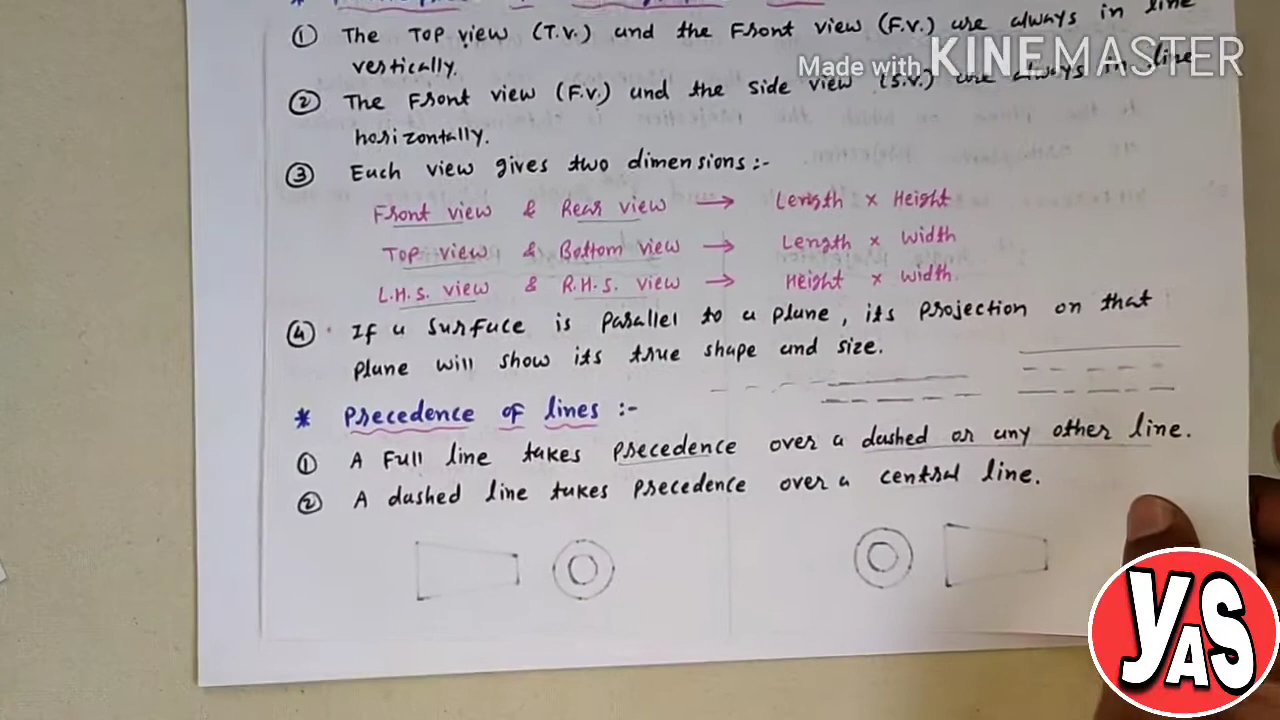 ① The Top view (T.V.) and the Front view (F.V.) are always in line
vertically.
Made with KINEMASTER
② The Front view (F.V.) and the side view (S.V.) are always in line
horizontally.
③ Each view gives two dimensions :-
Front view & Rear view → Length × Height
Top view & Bottom view → Length × Width
L.H.S. view & R.H.S. view → Height × Width.
④ If a surface is parallel to a plane, its projection on that
plane will show its true shape and size.
* Precedence of lines :-
① A Full line takes precedence over a dashed or any other line.
② A dashed line takes precedence over a central line.
YAS